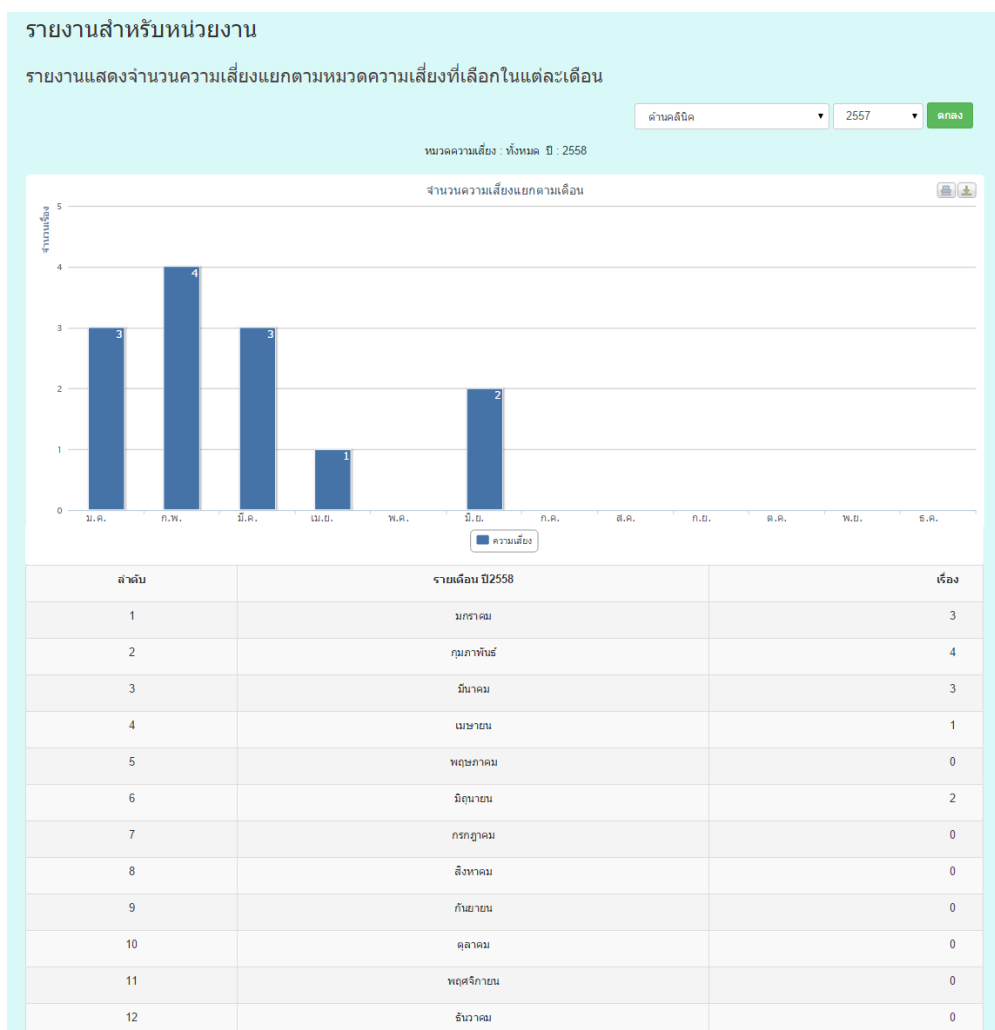 รายงานสำหรับหน่วยงาน
รายงานแสดงจำนวนความเสี่ยงแยกตามหมวดความเสี่ยงที่เลือกในแต่ละเดือน
ด้านคลินิค 2557 ตกลง
หมวดความเสี่ยง : ทั้งหมด ปี : 2558
จำนวนความเสี่ยงแยกตามเดือน
จำนวนเรื่อง
5
4
4
3 3 3
2 2
1 1
0
ม.ค. ก.พ. มี.ค. เม.ย. พ.ค. มิ.ย. ก.ค. ส.ค. ก.ย. ต.ค. พ.ย. ธ.ค.
ความเสี่ยง
ลำดับ รายเดือน ปี2558 เรื่อง
1 มกราคม 3
2 กุมภาพันธ์ 4
3 มีนาคม 3
4 เมษายน 1
5 พฤษภาคม 0
6 มิถุนายน 2
7 กรกฎาคม 0
8 สิงหาคม 0
9 กันยายน 0
10 ตุลาคม 0
11 พฤศจิกายน 0
12 ธันวาคม 0